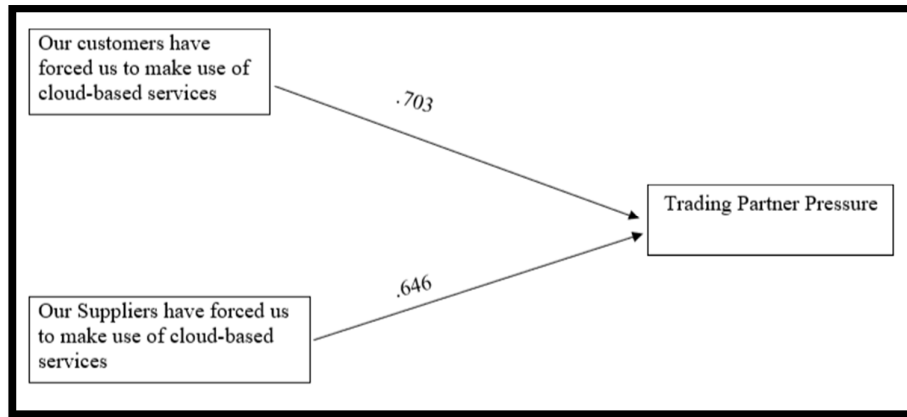 Our customers have
forced us to make use of
cloud-based services
.703
Trading Partner Pressure
.646
Our Suppliers have forced us
to make use of cloud-based
services